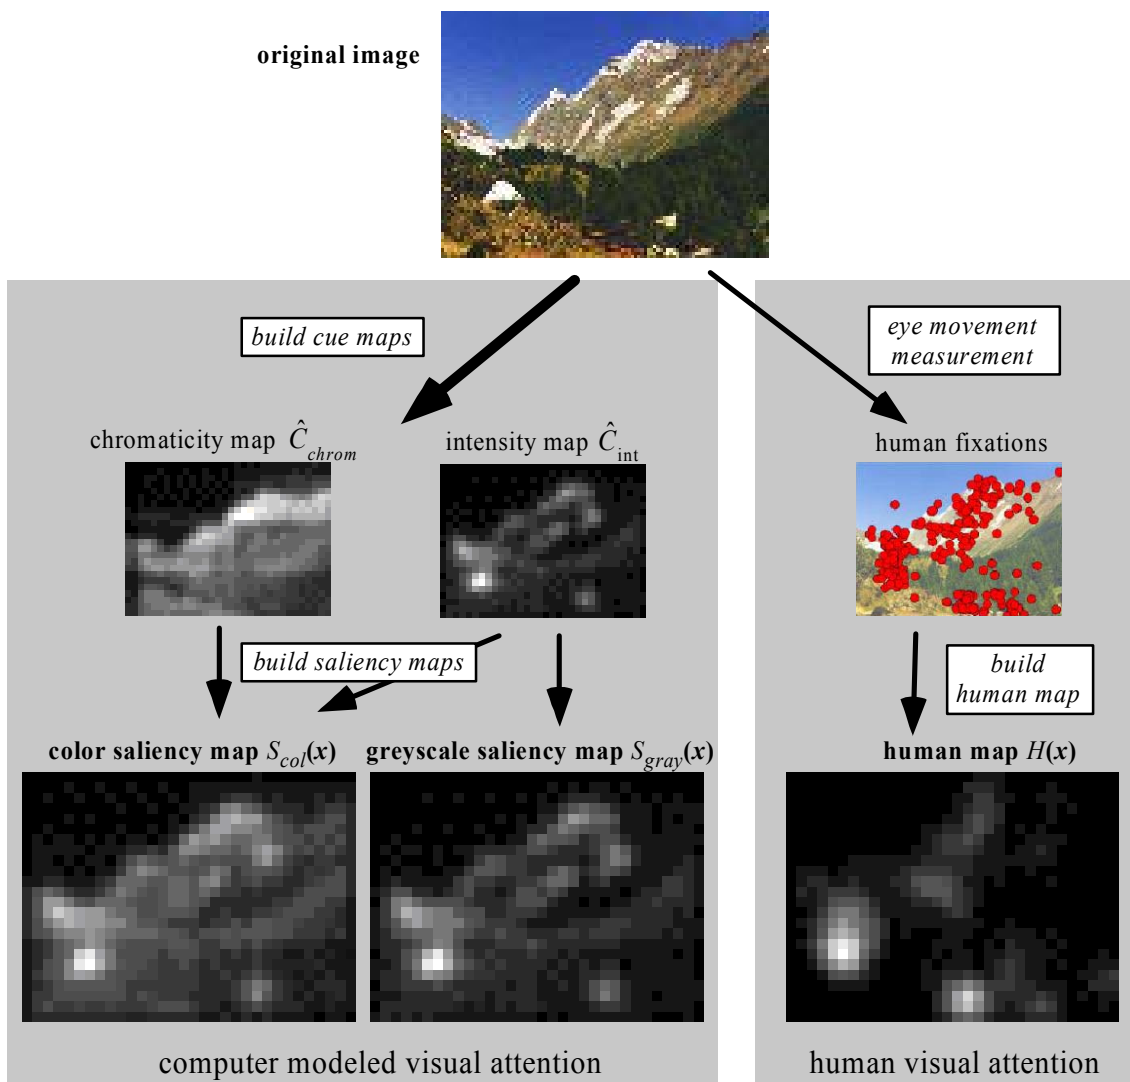 original image
build cue maps
eye movement
measurement
chromaticity map Ĉchrom
intensity map Ĉint
human fixations
build saliency maps
build
human map
color saliency map Scol(x)
greyscale saliency map Sgray(x)
human map H(x)
computer modeled visual attention
human visual attention